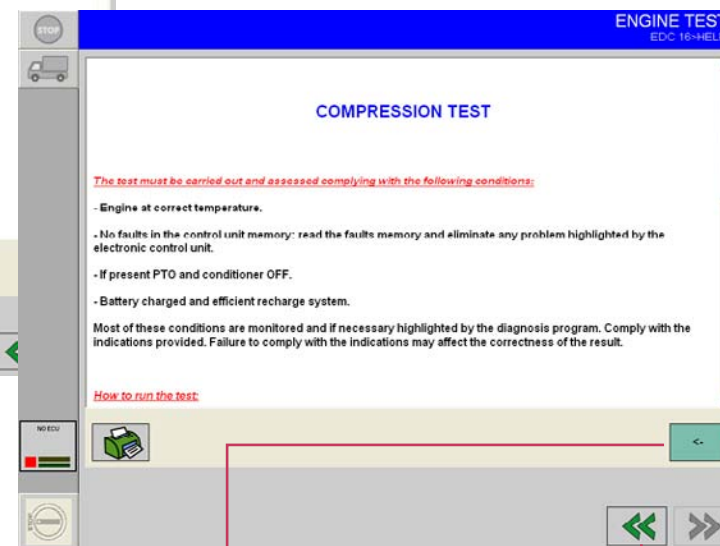 STOP
ENGINE TEST
EDC 16>HELP
COMPRESSION TEST
The test must be carried out and assessed complying with the following conditions:
- Engine at correct temperature.
- No faults in the control unit memory: read the faults memory and eliminate any problem highlighted by the
electronic control unit.
- If present PTO and conditioner OFF.
- Battery charged and efficient recharge system.
Most of these conditions are monitored and if necessary highlighted by the diagnosis program. Comply with the
indications provided. Failure to comply with the indications may affect the correctness of the result.
How to run the test:
NO ECU
<-
STOP